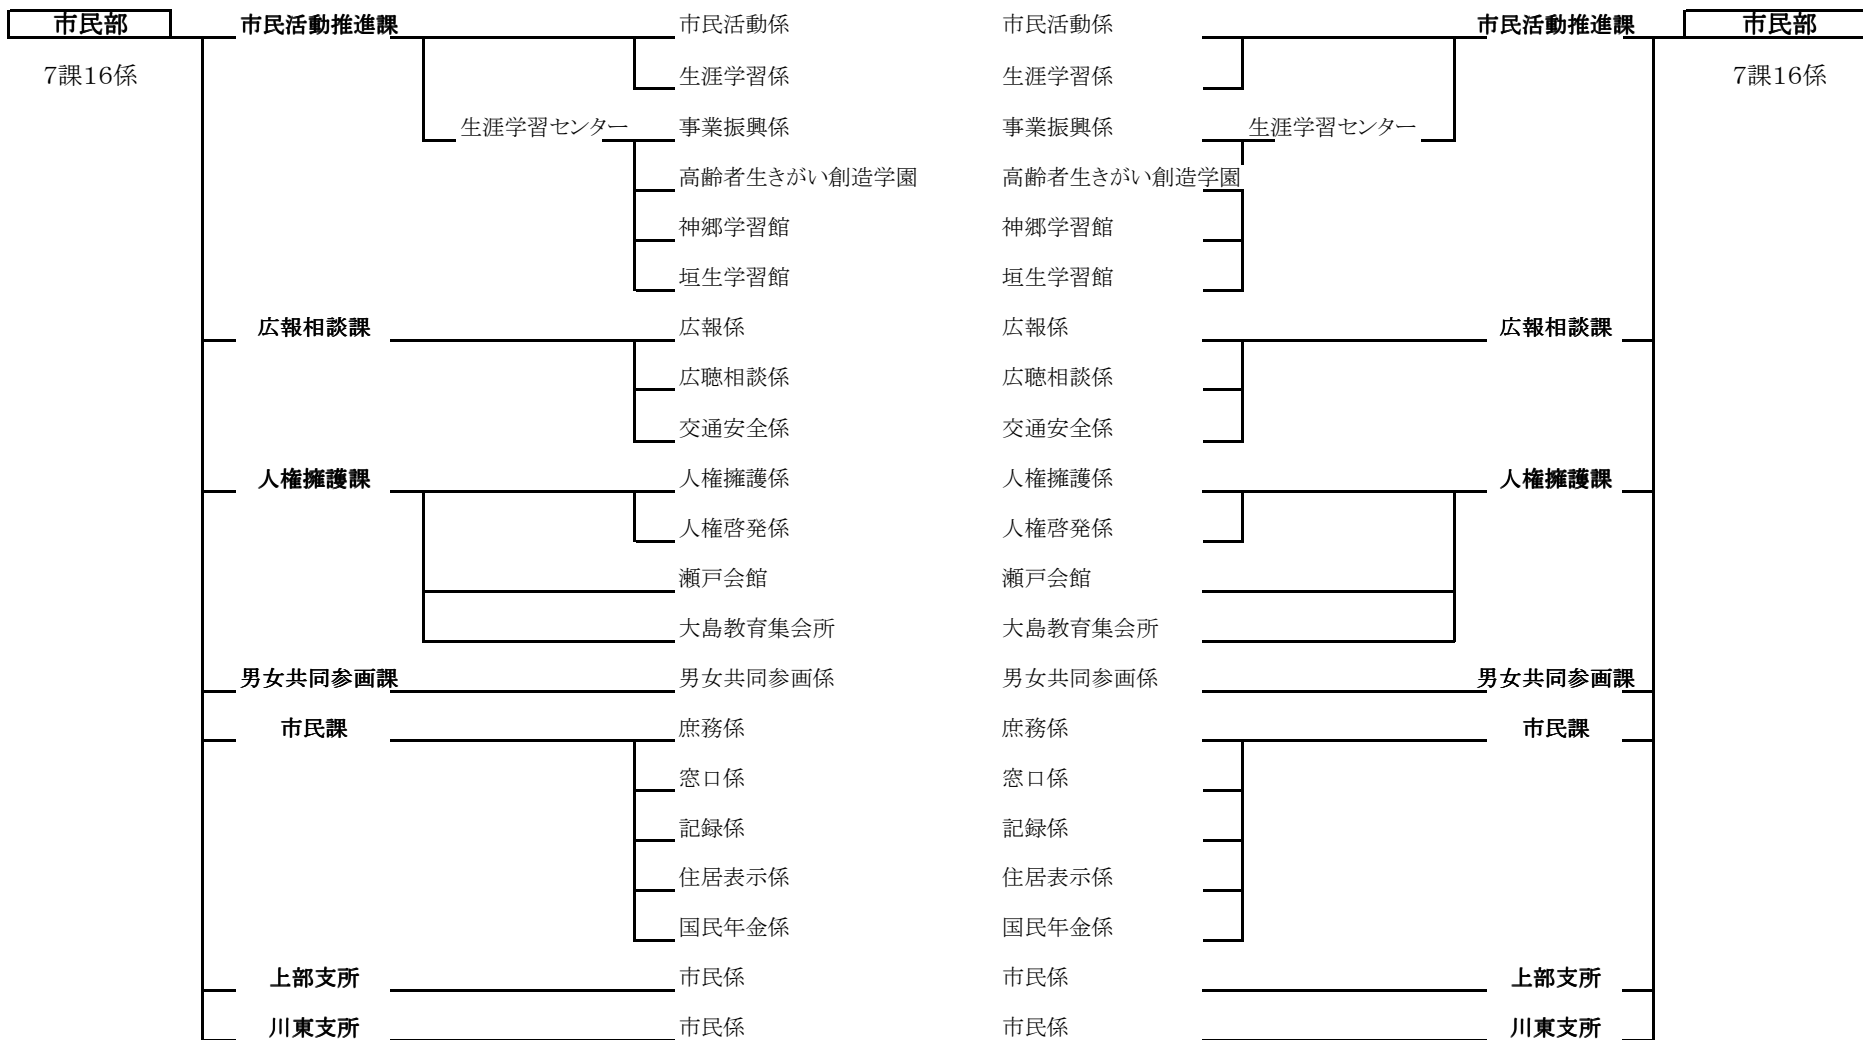 市民部 市民活動推進課 市民活動係 市民活動係 市民活動推進課 市民部
7課16係 生涯学習係 生涯学習係 7課16係
生涯学習センター 事業振興係 事業振興係 生涯学習センター
高齢者生きがい創造学園 高齢者生きがい創造学園
神郷学習館 神郷学習館
垣生学習館 垣生学習館
広報相談課 広報係 広報係 広報相談課
広聴相談係 広聴相談係
交通安全係 交通安全係
人権擁護課 人権擁護係 人権擁護係 人権擁護課
人権啓発係 人権啓発係
瀬戸会館 瀬戸会館
大島教育集会所 大島教育集会所
男女共同参画課 男女共同参画係 男女共同参画係 男女共同参画課
市民課 庶務係 庶務係 市民課
窓口係 窓口係
記録係 記録係
住居表示係 住居表示係
国民年金係 国民年金係
上部支所 市民係 市民係 上部支所
川東支所 市民係 市民係 川東支所